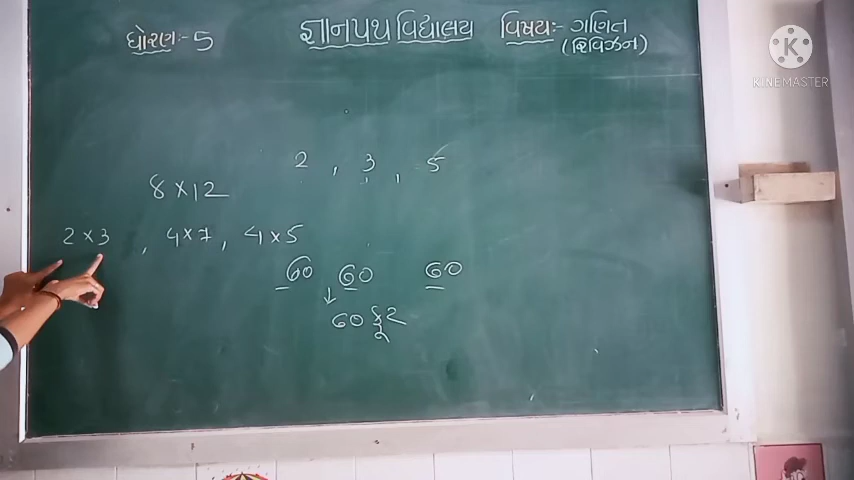 ધોરણ:- 5 જ્ઞાનપથ વિદ્યાલય વિષય:- ગણિત
(રિવિઝન)
K
KINEMASTER
2 , 3 , 5
8 x 12
2 x 3 , 4 x 7 , 4 x 5
60 60 60
↓
60 ફૂટ